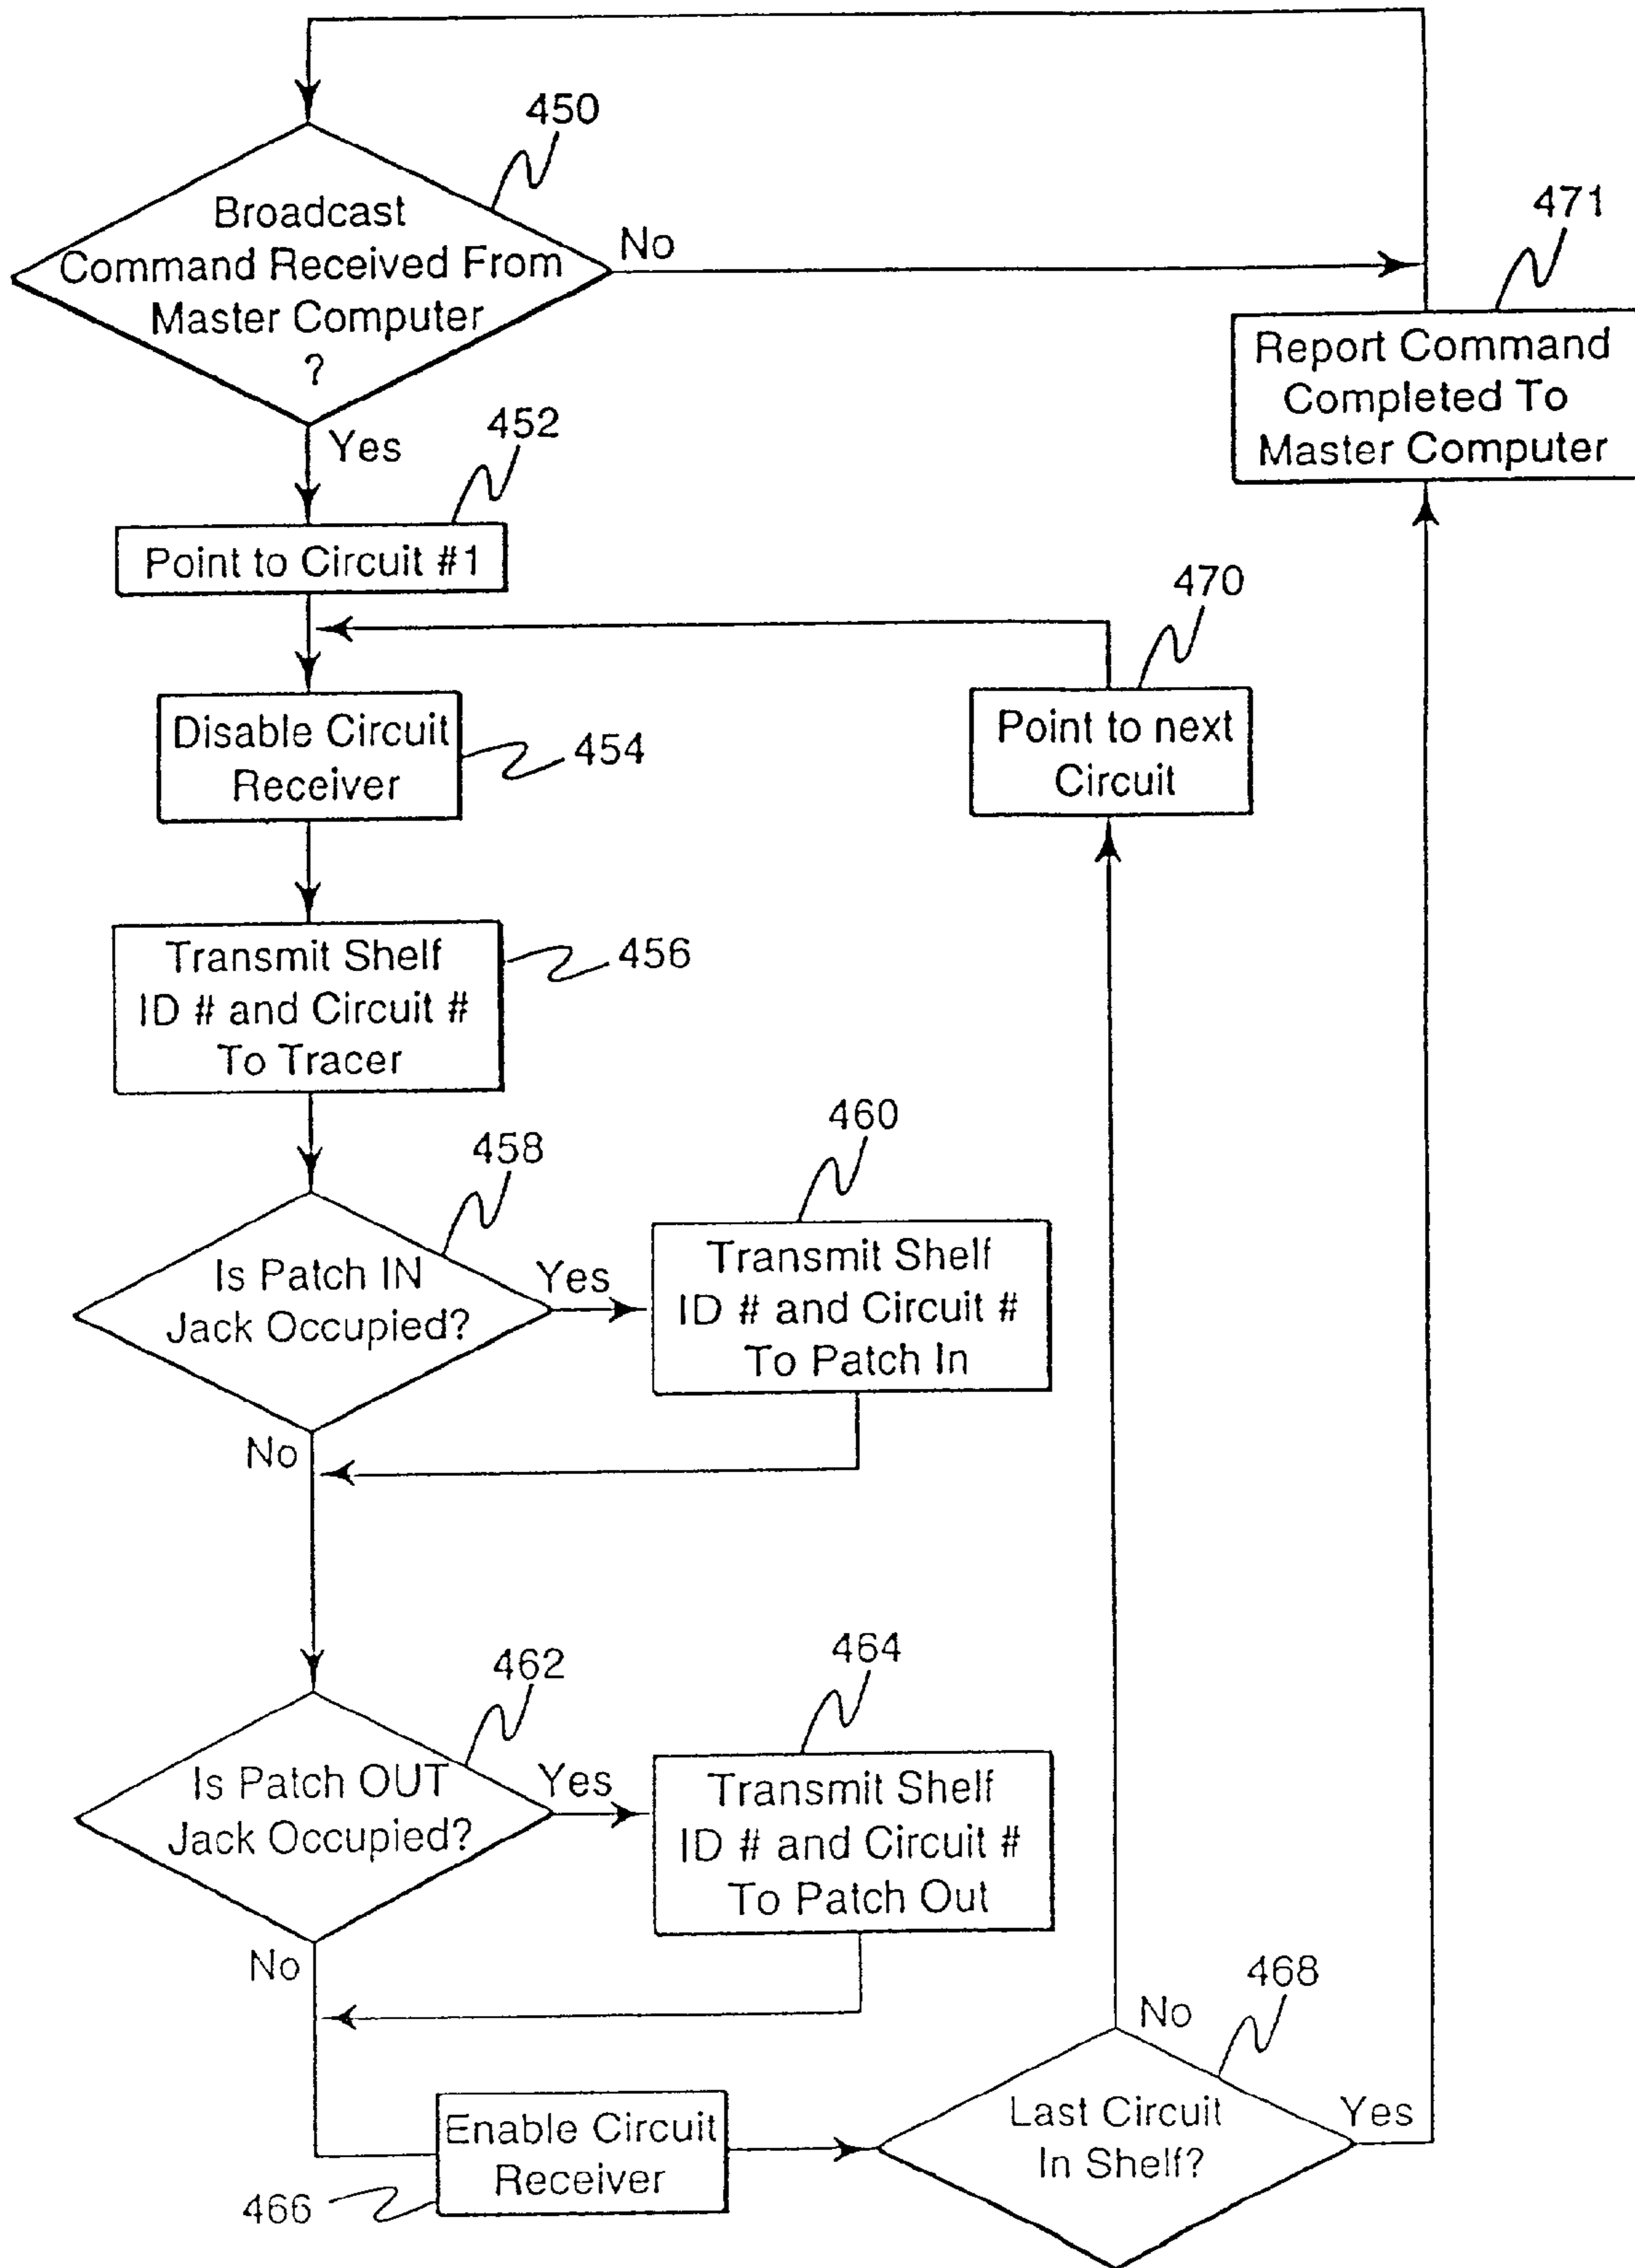 450
Broadcast
Command Received From
Master Computer
?
No
Yes
471
Report Command
Completed To
Master Computer
452
Point to Circuit #1
470
Point to next
Circuit
Disable Circuit
Receiver
454
Transmit Shelf
ID # and Circuit #
To Tracer
456
458
Is Patch IN
Jack Occupied?
Yes
No
460
Transmit Shelf
ID # and Circuit #
To Patch In
462
Is Patch OUT
Jack Occupied?
Yes
No
464
Transmit Shelf
ID # and Circuit #
To Patch Out
Enable Circuit
Receiver
466
468
No
Last Circuit
In Shelf?
Yes